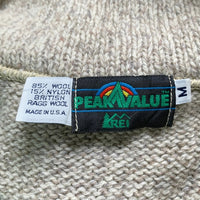 85% WOOL
15% NYLON
BRITISH
RAGG WOOL
MADE IN U.S.A
PEAK VALUE
REI
M